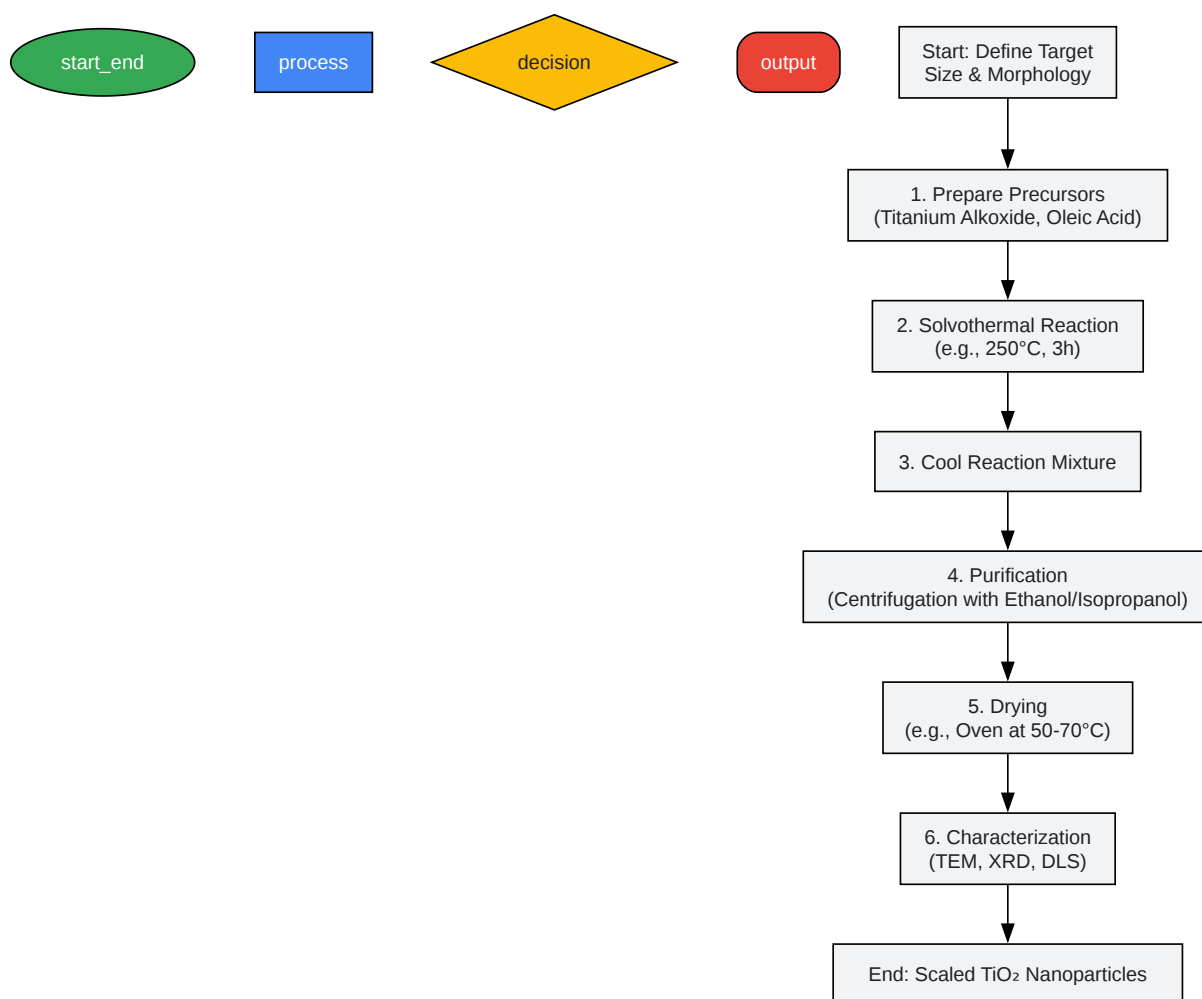 start_end
process
decision
output
Start: Define Target
Size & Morphology
1. Prepare Precursors
(Titanium Alkoxide, Oleic Acid)
2. Solvothermal Reaction
(e.g., 250°C, 3h)
3. Cool Reaction Mixture
4. Purification
(Centrifugation with Ethanol/Isopropanol)
5. Drying
(e.g., Oven at 50-70°C)
6. Characterization
(TEM, XRD, DLS)
End: Scaled TiO₂ Nanoparticles